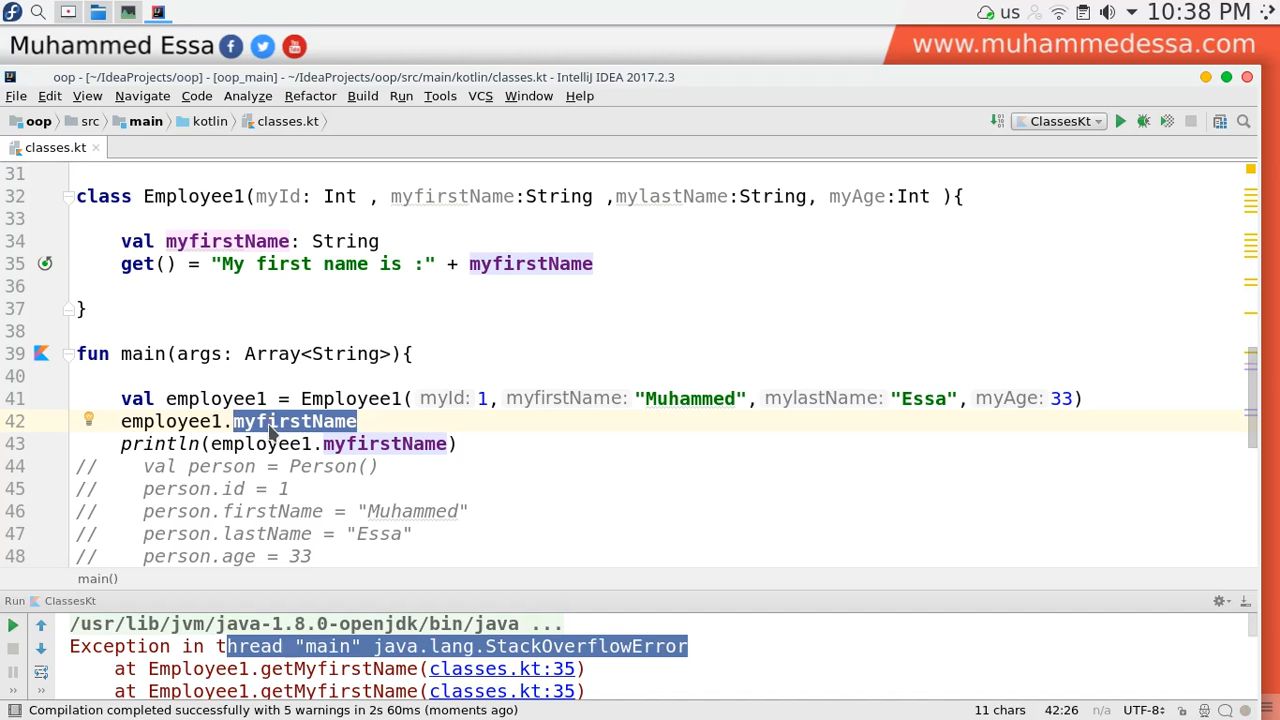 us 10:38 PM
Muhammed Essa www.muhammedessa.com
oop - [~/IdeaProjects/oop] - [oop_main] - ~/IdeaProjects/oop/src/main/kotlin/classes.kt - IntelliJ IDEA 2017.2.3
File Edit View Navigate Code Analyze Refactor Build Run Tools VCS Window Help
oop src main kotlin classes.kt ClassesKt
classes.kt
31
32 class Employee1(myId: Int , myfirstName:String ,mylastName:String, myAge:Int ){
33
34 val myfirstName: String
35 get() = "My first name is :" + myfirstName
36
37 }
38
39 fun main(args: Array<String>){
40
41 val employee1 = Employee1( myId: 1, myfirstName: "Muhammed", mylastName: "Essa", myAge: 33)
42 employee1.myfirstName
43 println(employee1.myfirstName)
44 // val person = Person()
45 // person.id = 1
46 // person.firstName = "Muhammed"
47 // person.lastName = "Essa"
48 // person.age = 33
main()
Run ClassesKt
/usr/lib/jvm/java-1.8.0-openjdk/bin/java ...
Exception in thread "main" java.lang.StackOverflowError
at Employee1.getMyfirstName(classes.kt:35)
at Employee1.getMyfirstName(classes.kt:35)
Compilation completed successfully with 5 warnings in 2s 60ms (moments ago) 11 chars 42:26 n/a UTF-8